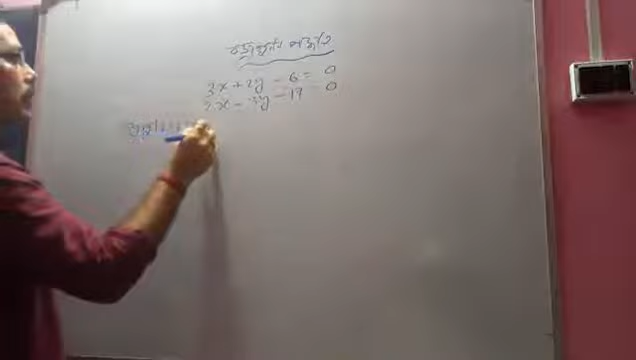 বজ্রগুণন পদ্ধতি
3x + 2y - 6 = 0
2x - 3y - 17 = 0